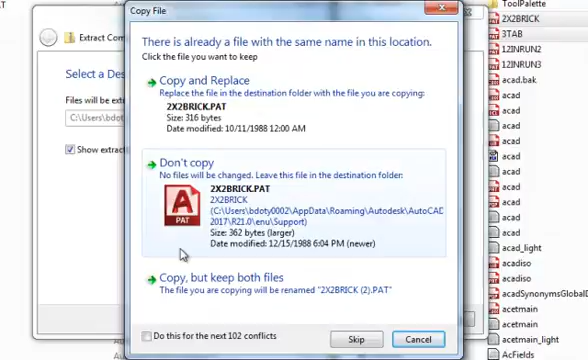 Copy File
There is already a file with the same name in this location.
Click the file you want to keep
Copy and Replace
Replace the file in the destination folder with the file you are copying:
2X2BRICK.PAT
Size: 316 bytes
Date modified: 10/11/1988 12:00 AM
Don't copy
No files will be changed. Leave this file in the destination folder:
2X2BRICK.PAT
2X2BRICK
(C:\Users\bdoty0002\AppData\Roaming\Autodesk\AutoCAD
2017\R21.0\enu\Support)
Size: 362 bytes (larger)
Date modified: 12/15/1988 6:04 PM (newer)
A
PAT
Copy, but keep both files
The file you are copying will be renamed "2X2BRICK (2).PAT"
Do this for the next 102 conflicts
Skip
Cancel
Extract Com
Select a Des
Files will be ex
C:\Users\bdoty
Show extract
ToolPalette
2X2BRICK
3TAB
12INRUN2
12INRUN3
acad.bak
acad
acad
acad
acad
acad
acad
acad
acad
acad_light
acadiso
acadiso
acadSynonymsGlobalD
acetmain
acetmain_light
AcFields